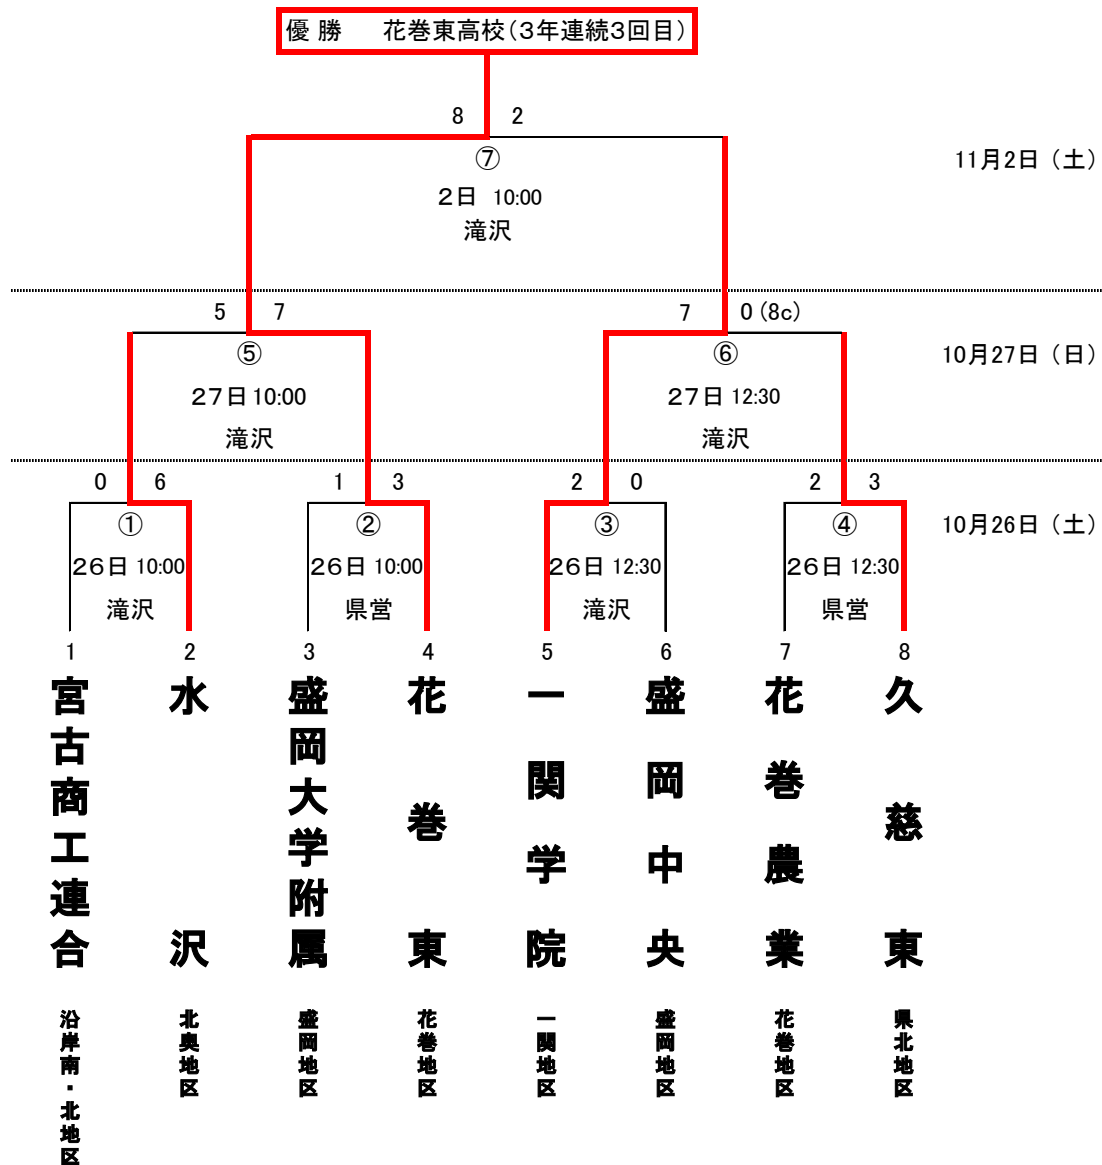 優 勝　花巻東高校(3年連続3回目)
8 2
⑦
11月2日（土）
2日 10:00
滝沢
5 7
7 0(8c)
⑤
⑥
10月27日（日）
27日 10:00
27日 12:30
滝沢
滝沢
0 6
1 3
2 0
2 3
①
②
③
④
10月26日（土）
26日 10:00
26日 10:00
26日 12:30
26日 12:30
滝沢
県営
滝沢
県営
1 2 3 4 5 6 7 8
宮古商工連合
水沢
盛岡大学附属
花巻東
一関学院
盛岡中央
花巻農業
久慈東
沿岸南・北地区
北奥地区
盛岡地区
花巻地区
一関地区
盛岡地区
花巻地区
県北地区